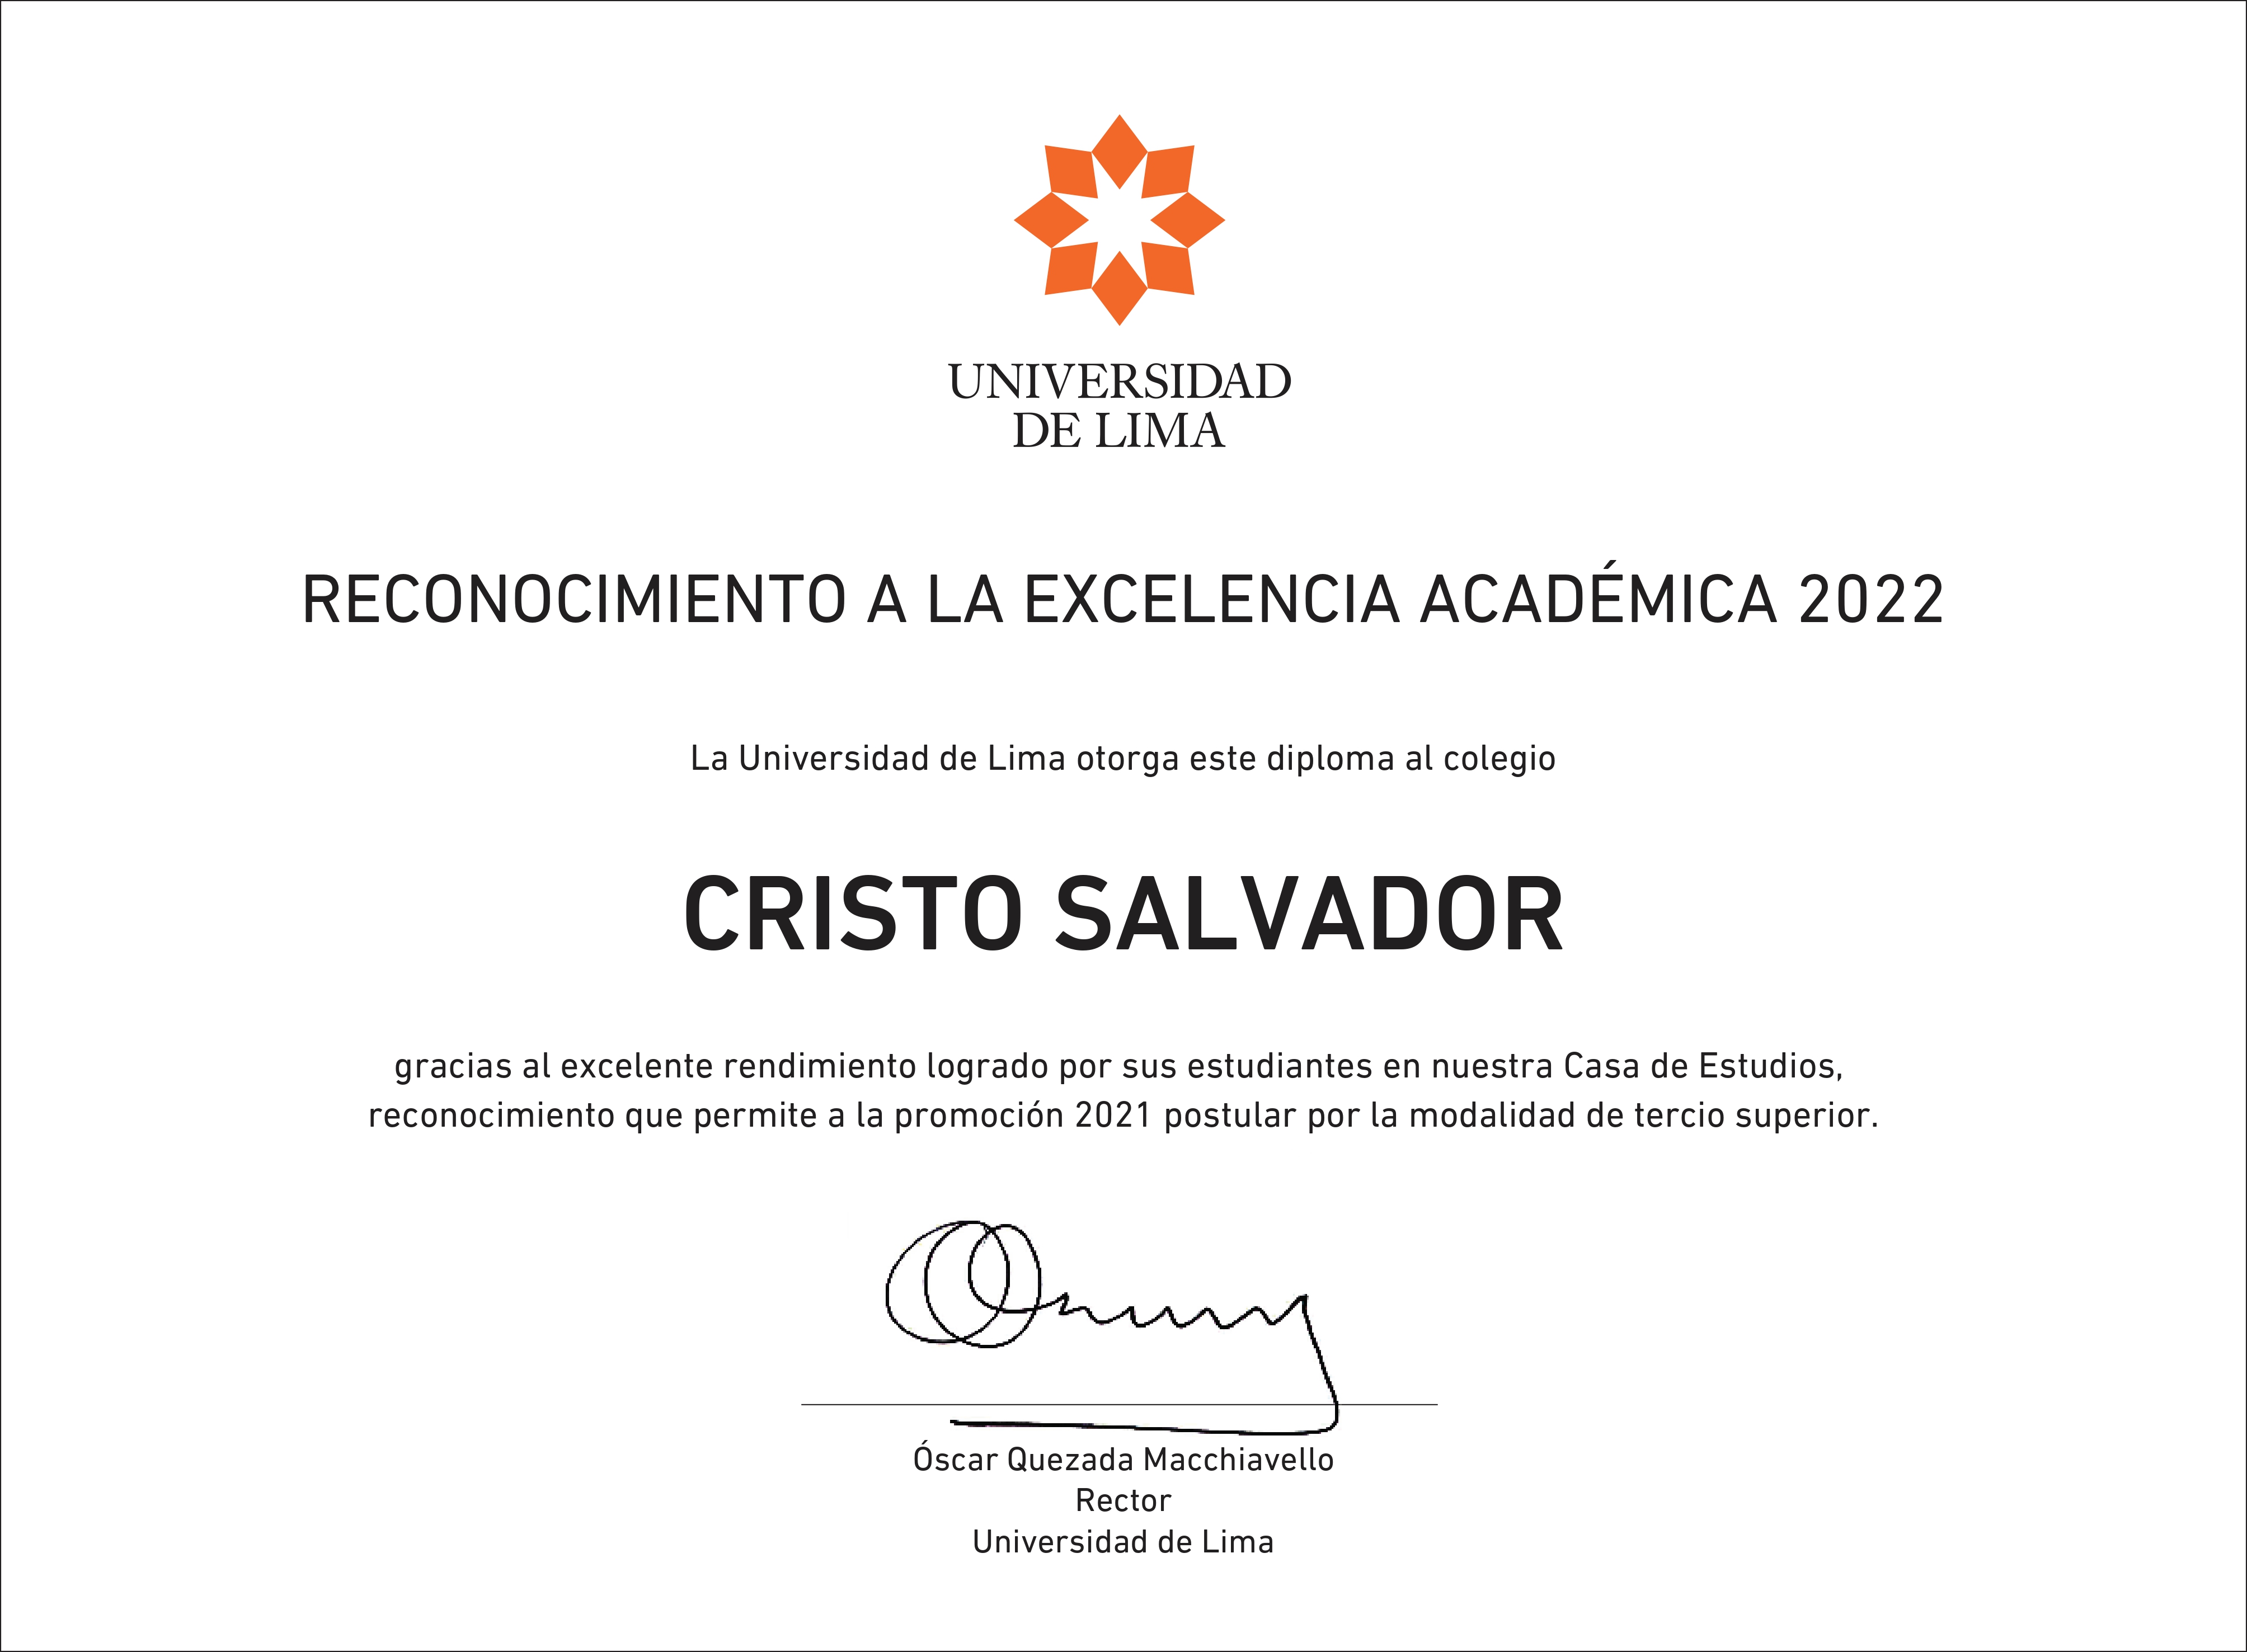 UNIVERSIDAD
DE LIMA
RECONOCIMIENTO A LA EXCELENCIA ACADÉMICA 2022
La Universidad de Lima otorga este diploma al colegio
CRISTO SALVADOR
gracias al excelente rendimiento logrado por sus estudiantes en nuestra Casa de Estudios,
reconocimiento que permite a la promoción 2021 postular por la modalidad de tercio superior.
Óscar Quezada Macchiavello
Rector
Universidad de Lima